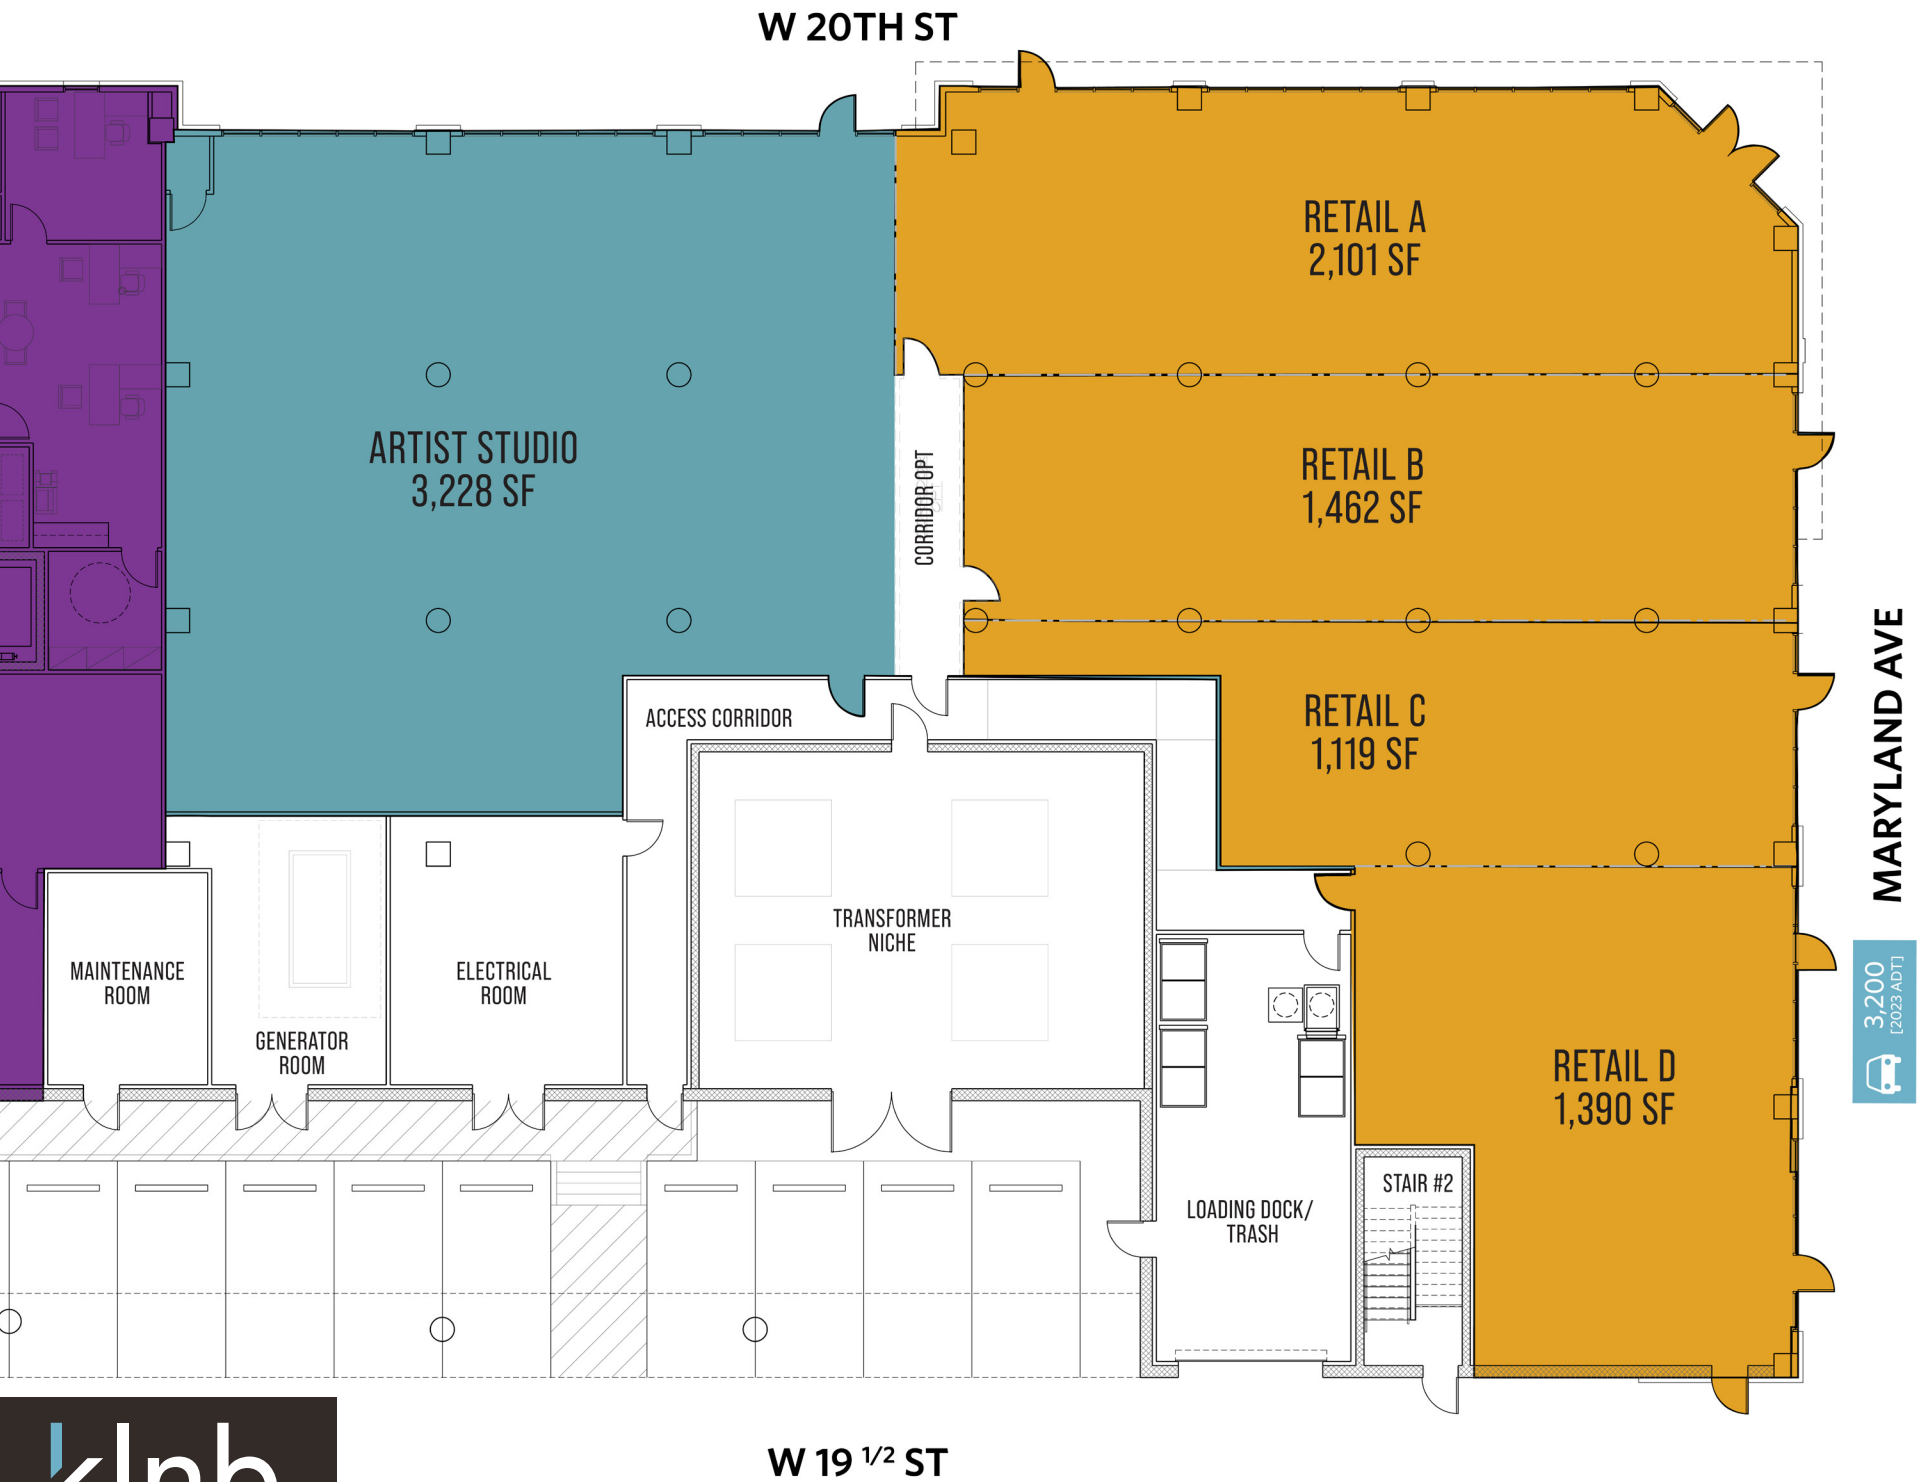 W 20TH ST
RETAIL A
2,101 SF
ARTIST STUDIO
3,228 SF
CORRIDOR OPT
RETAIL B
1,462 SF
RETAIL C
1,119 SF
ACCESS CORRIDOR
MARYLAND AVE
3,200
[2023 ADT]
TRANSFORMER
NICHE
MAINTENANCE
ROOM
GENERATOR
ROOM
ELECTRICAL
ROOM
RETAIL D
1,390 SF
STAIR #2
LOADING DOCK/
TRASH
klnb
W 19 1/2 ST